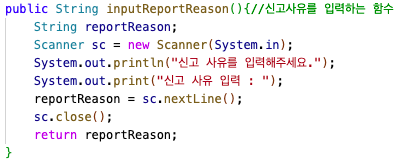 public String inputReportReason(){//신고사유를 입력하는 함수
    String reportReason;
    Scanner sc = new Scanner(System.in);
    System.out.println("신고 사유를 입력해주세요.");
    System.out.print("신고 사유 입력 : ");
    reportReason = sc.nextLine();
    sc.close();
    return reportReason;
}